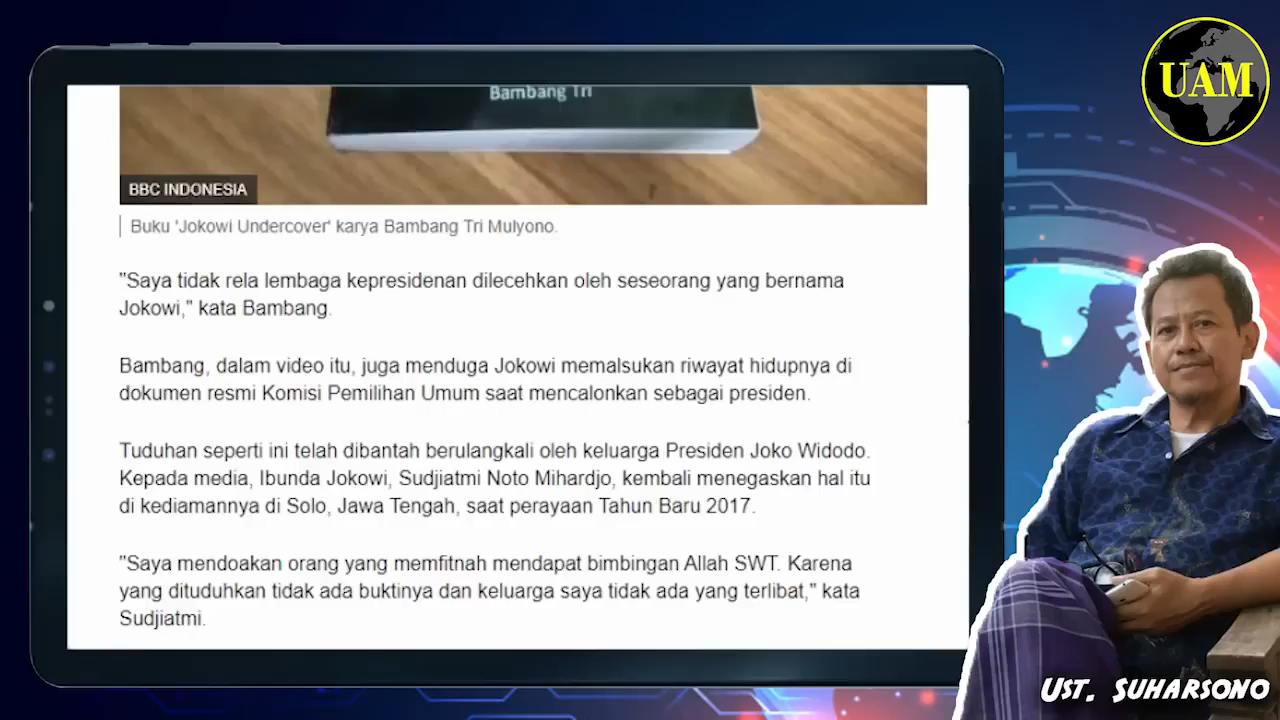 UAM
Bambang Tri
BBC INDONESIA
Buku 'Jokowi Undercover' karya Bambang Tri Mulyono.
"Saya tidak rela lembaga kepresidenan dilecehkan oleh seseorang yang bernama
Jokowi," kata Bambang.
Bambang, dalam video itu, juga menduga Jokowi memalsukan riwayat hidupnya di
dokumen resmi Komisi Pemilihan Umum saat mencalonkan sebagai presiden.
Tuduhan seperti ini telah dibantah berulangkali oleh keluarga Presiden Joko Widodo.
Kepada media, Ibunda Jokowi, Sudjiatmi Noto Mihardjo, kembali menegaskan hal itu
di kediamannya di Solo, Jawa Tengah, saat perayaan Tahun Baru 2017.
"Saya mendoakan orang yang memfitnah mendapat bimbingan Allah SWT. Karena
yang dituduhkan tidak ada buktinya dan keluarga saya tidak ada yang terlibat," kata
Sudjiatmi.
UST. SUHARSONO